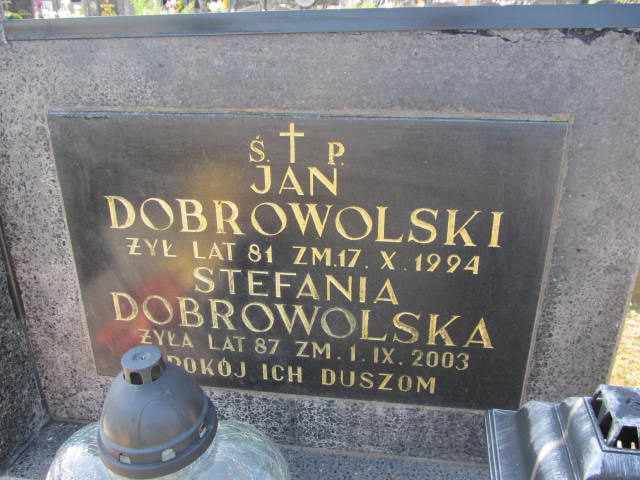 Ś. P.
JAN
DOBROWOLSKI
ŻYŁ LAT 81 ZM.17.X.1994
STEFANIA
DOBROWOLSKA
ŻYŁA LAT 87 ZM.1.IX.2003
POKÓJ ICH DUSZOM